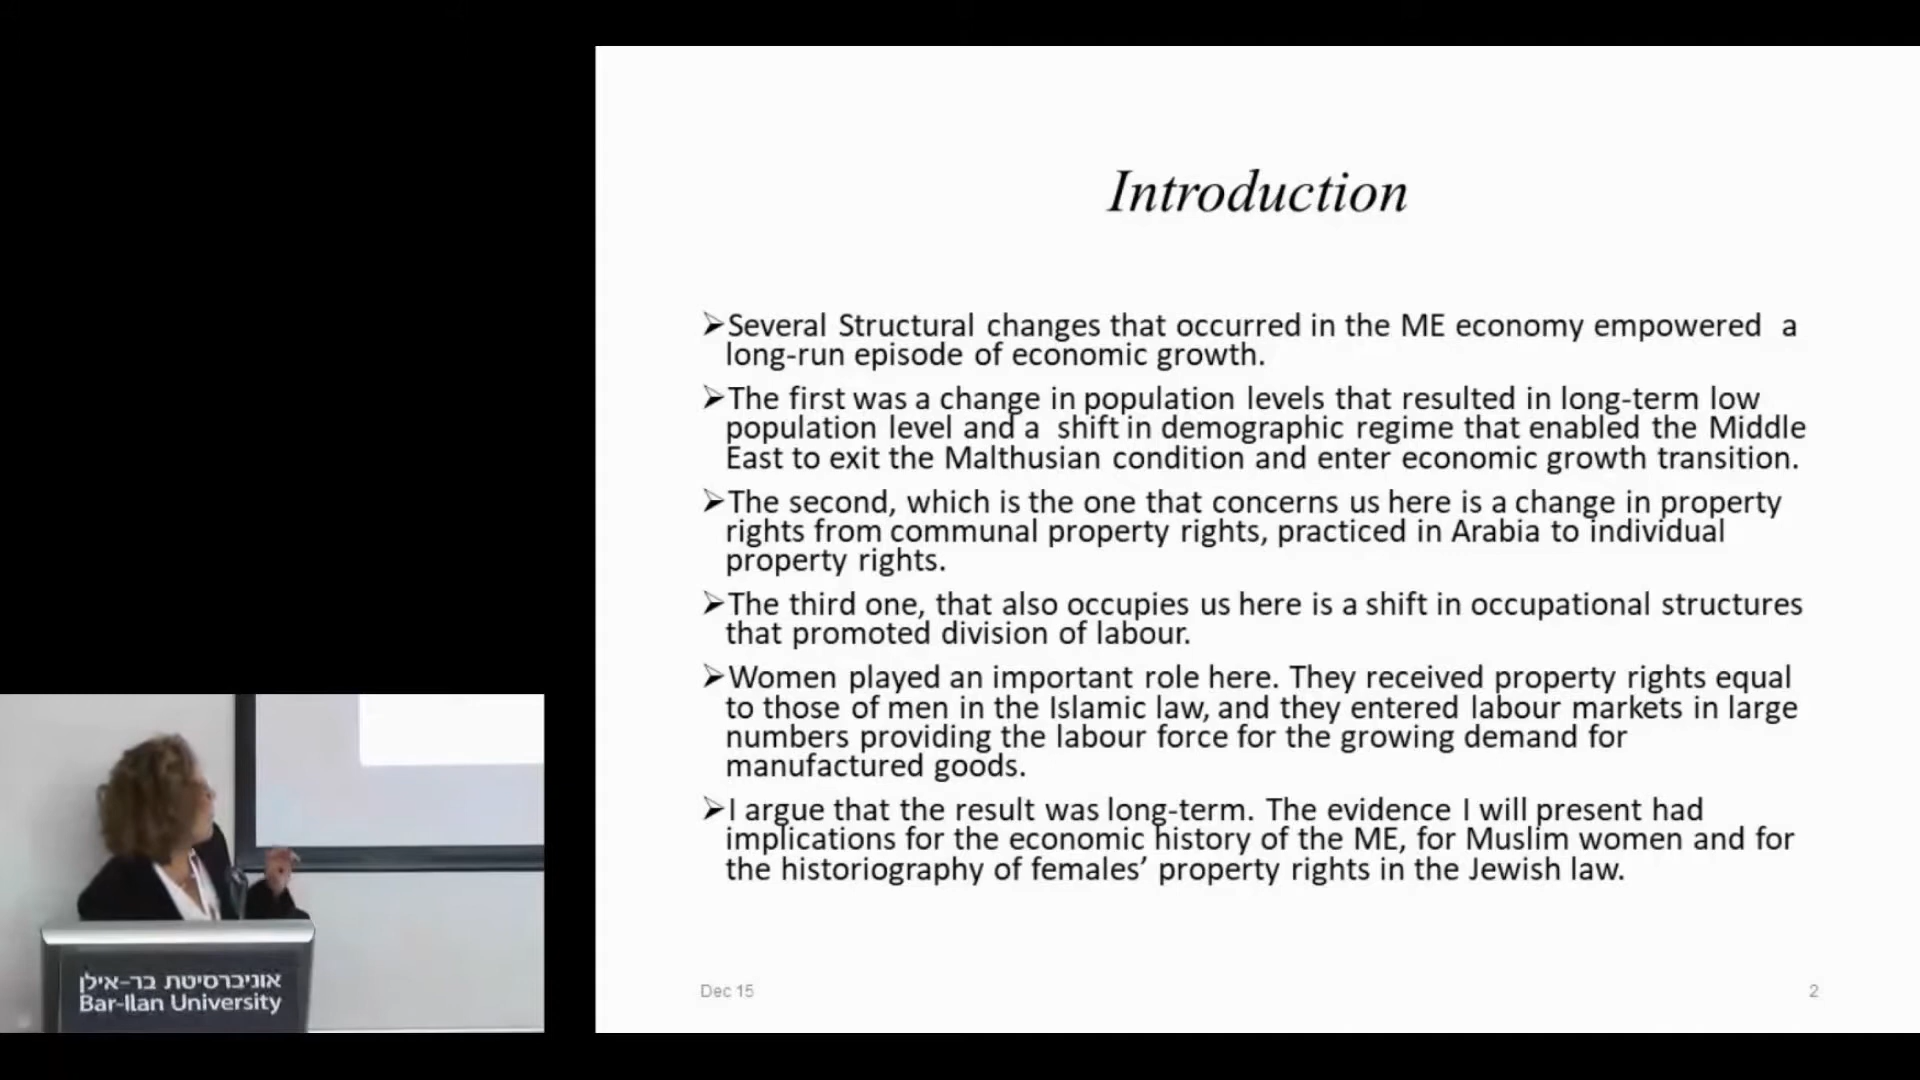 Introduction
➢Several Structural changes that occurred in the ME economy empowered a
long-run episode of economic growth.
➢The first was a change in population levels that resulted in long-term low
population level and a shift in demographic regime that enabled the Middle
East to exit the Malthusian condition and enter economic growth transition.
➢The second, which is the one that concerns us here is a change in property
rights from communal property rights, practiced in Arabia to individual
property rights.
➢The third one, that also occupies us here is a shift in occupational structures
that promoted division of labour.
➢Women played an important role here. They received property rights equal
to those of men in the Islamic law, and they entered labour markets in large
numbers providing the labour force for the growing demand for
manufactured goods.
➢I argue that the result was long-term. The evidence I will present had
implications for the economic history of the ME, for Muslim women and for
the historiography of females’ property rights in the Jewish law.
Dec 15
2
אוניברסיטת בר-אילן
Bar-Ilan University